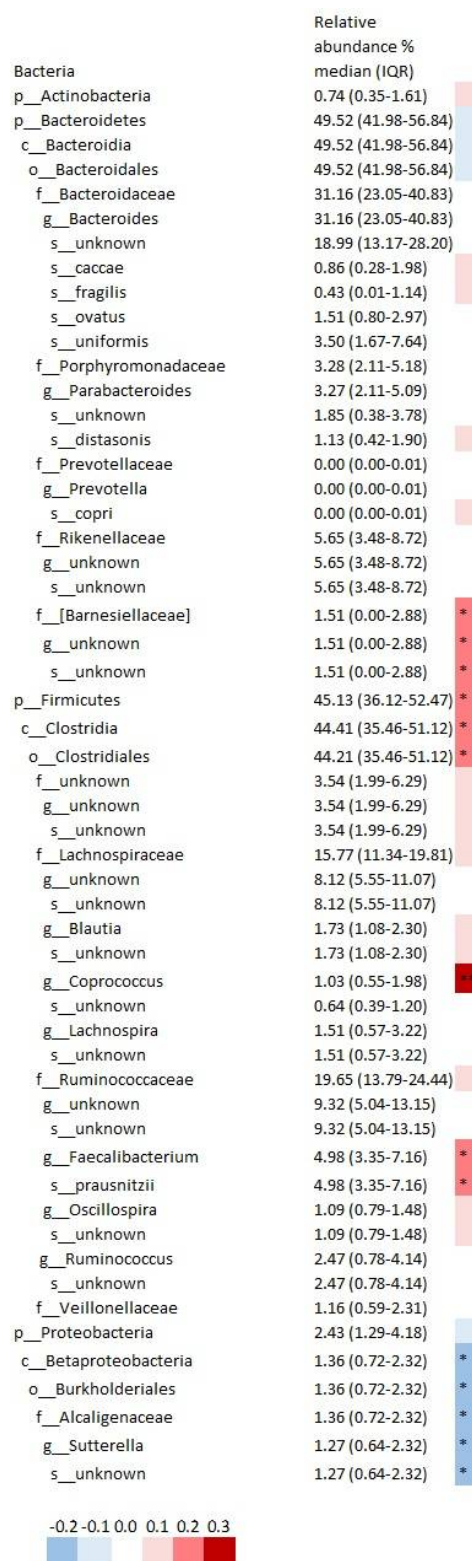 Relative
abundance %
Bacteria median (IQR)
p__Actinobacteria 0.74 (0.35-1.61)
p__Bacteroidetes 49.52 (41.98-56.84)
c__Bacteroidia 49.52 (41.98-56.84)
o__Bacteroidales 49.52 (41.98-56.84)
f__Bacteroidaceae 31.16 (23.05-40.83)
g__Bacteroides 31.16 (23.05-40.83)
s__unknown 18.99 (13.17-28.20)
s__caccae 0.86 (0.28-1.98)
s__fragilis 0.43 (0.01-1.14)
s__ovatus 1.51 (0.80-2.97)
s__uniformis 3.50 (1.67-7.64)
f__Porphyromonadaceae 3.28 (2.11-5.18)
g__Parabacteroides 3.27 (2.11-5.09)
s__unknown 1.85 (0.38-3.78)
s__distasonis 1.13 (0.42-1.90)
f__Prevotellaceae 0.00 (0.00-0.01)
g__Prevotella 0.00 (0.00-0.01)
s__copri 0.00 (0.00-0.01)
f__Rikenellaceae 5.65 (3.48-8.72)
g__unknown 5.65 (3.48-8.72)
s__unknown 5.65 (3.48-8.72)
f__[Barnesiellaceae] 1.51 (0.00-2.88) *
g__unknown 1.51 (0.00-2.88) *
s__unknown 1.51 (0.00-2.88) *
p__Firmicutes 45.13 (36.12-52.47) *
c__Clostridia 44.41 (35.46-51.12) *
o__Clostridiales 44.21 (35.46-51.12) *
f__unknown 3.54 (1.99-6.29)
g__unknown 3.54 (1.99-6.29)
s__unknown 3.54 (1.99-6.29)
f__Lachnospiraceae 15.77 (11.34-19.81)
g__unknown 8.12 (5.55-11.07)
s__unknown 8.12 (5.55-11.07)
g__Blautia 1.73 (1.08-2.30)
s__unknown 1.73 (1.08-2.30)
g__Coprococcus 1.03 (0.55-1.98) **
s__unknown 0.64 (0.39-1.20)
g__Lachnospira 1.51 (0.57-3.22)
s__unknown 1.51 (0.57-3.22)
f__Ruminococcaceae 19.65 (13.79-24.44)
g__unknown 9.32 (5.04-13.15)
s__unknown 9.32 (5.04-13.15)
g__Faecalibacterium 4.98 (3.35-7.16) *
s__prausnitzii 4.98 (3.35-7.16) *
g__Oscillospira 1.09 (0.79-1.48)
s__unknown 1.09 (0.79-1.48)
g__Ruminococcus 2.47 (0.78-4.14)
s__unknown 2.47 (0.78-4.14)
f__Veillonellaceae 1.16 (0.59-2.31)
p__Proteobacteria 2.43 (1.29-4.18)
c__Betaproteobacteria 1.36 (0.72-2.32) *
o__Burkholderiales 1.36 (0.72-2.32) *
f__Alcaligenaceae 1.36 (0.72-2.32) *
g__Sutterella 1.27 (0.64-2.32) *
s__unknown 1.27 (0.64-2.32) *
-0.2 -0.1 0.0 0.1 0.2 0.3